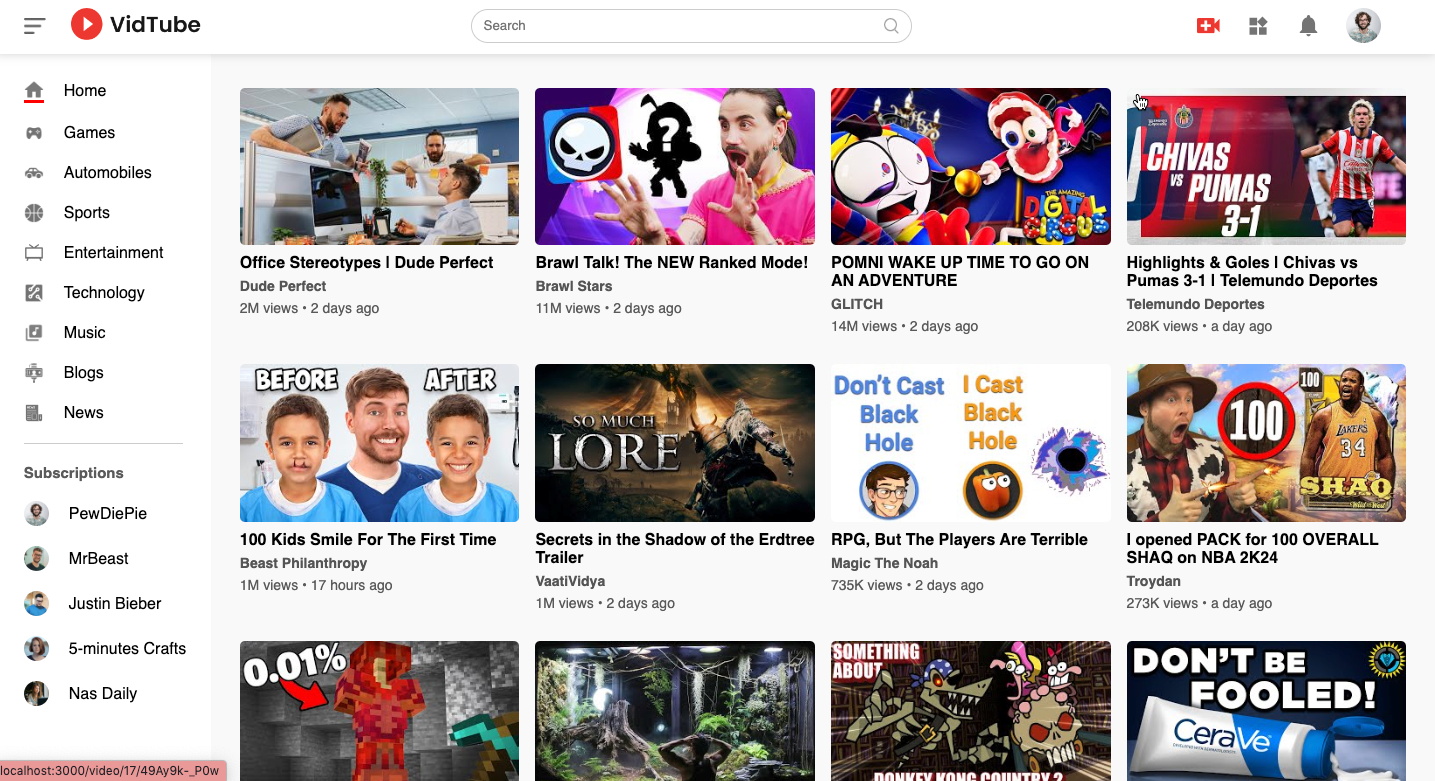 VidTube
Search
Home
Games
Automobiles
Sports
Entertainment
Technology
Music
Blogs
News
Subscriptions
PewDiePie
MrBeast
Justin Bieber
5-minutes Crafts
Nas Daily
Office Stereotypes | Dude Perfect
Dude Perfect
2M views • 2 days ago
Brawl Talk! The NEW Ranked Mode!
Brawl Stars
11M views • 2 days ago
THE AMAZING
DIGITAL
CIRCUS
POMNI WAKE UP TIME TO GO ON
AN ADVENTURE
GLITCH
14M views • 2 days ago
CHIVAS
VS PUMAS
3-1
Highlights & Goles | Chivas vs
Pumas 3-1 | Telemundo Deportes
Telemundo Deportes
208K views • a day ago
BEFORE AFTER
100 Kids Smile For The First Time
Beast Philanthropy
1M views • 17 hours ago
SO MUCH
LORE
Secrets in the Shadow of the Erdtree
Trailer
VaatiVidya
1M views • 2 days ago
Don't Cast
Black
Hole
I Cast
Black
Hole
RPG, But The Players Are Terrible
Magic The Noah
735K views • 2 days ago
100
100
LAKERS
34
SHAQ
I opened PACK for 100 OVERALL
SHAQ on NBA 2K24
Troydan
273K views • a day ago
0.01%
SOMETHING
ABOUT
DONKEY KONG COUNTRY 2
DON'T BE
FOOLED!
CeraVe
localhost:3000/video/17/49Ay9k-_P0w